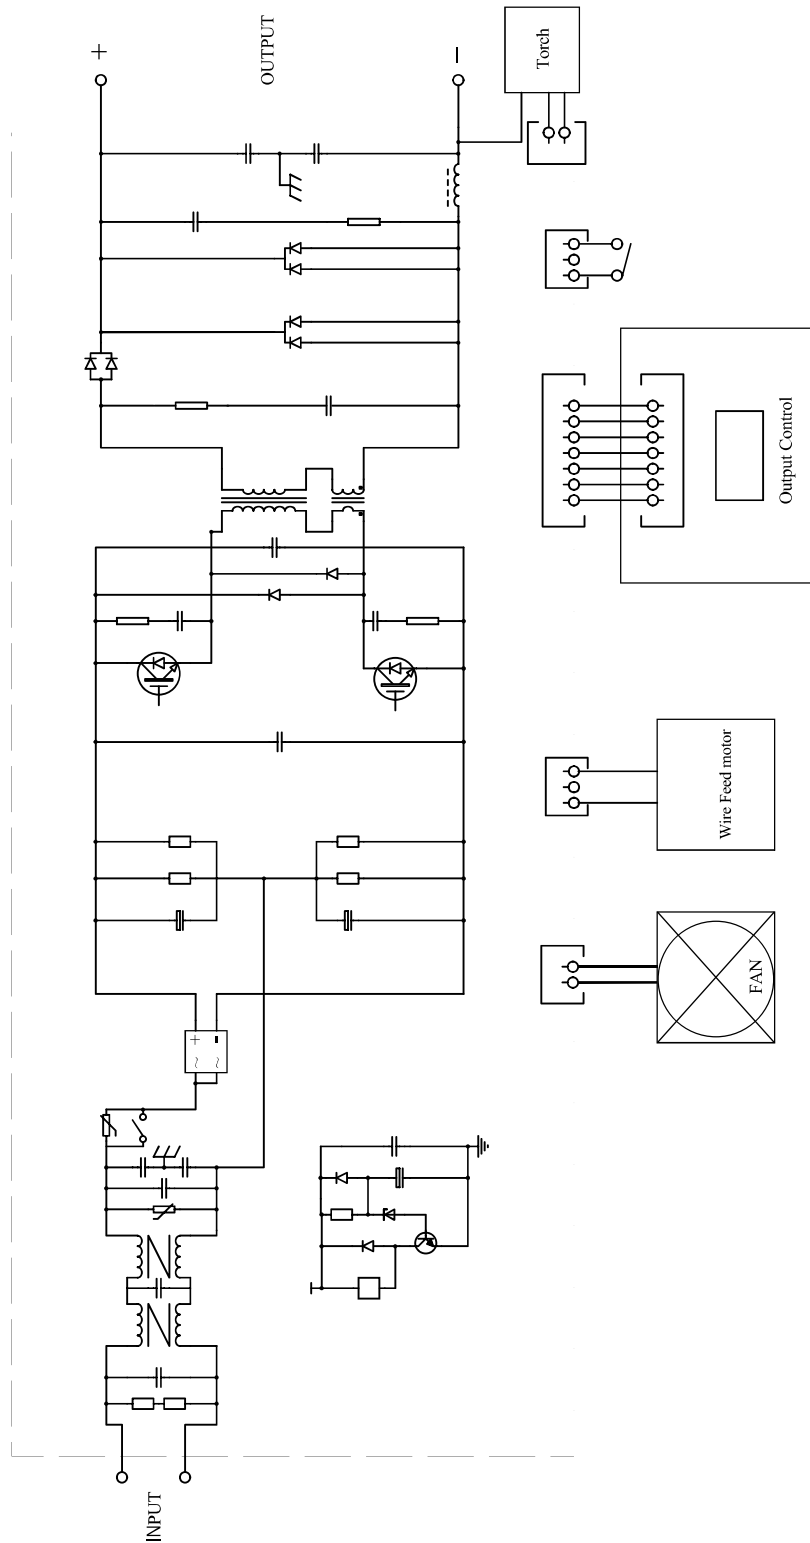 +
OUTPUT
-
Torch
Output Control
Wire Feed motor
FAN
+
-
~
~
INPUT